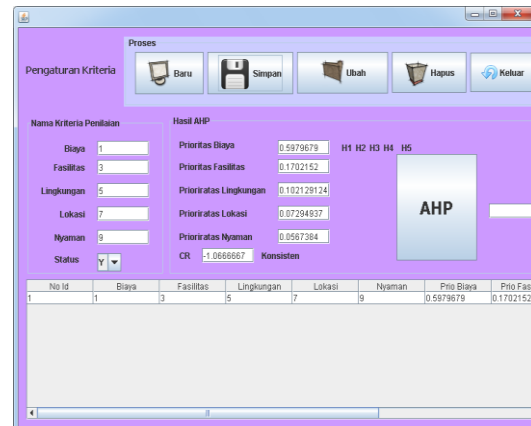 Proses
Pengaturan Kriteria Baru Simpan Ubah Hapus Keluar
Nama Kriteria Penilaian Hasil AHP
Biaya 1 Prioritas Biaya 0.5979679 H1 H2 H3 H4 H5
Fasilitas 3 Prioritas Fasilitas 0.1702152
Lingkungan 5 Prioriratas Lingkungan 0.102129124
Lokasi 7 Prioriratas Lokasi 0.07294937 AHP
Nyaman 9 Prioriratas Nyaman 0.0567384
Status Y CR -1.0666667 Konsisten
No Id Biaya Fasilitas Lingkungan Lokasi Nyaman Prio Biaya Prio Fas
1 1 3 5 7 9 0.5979679 0.1702152